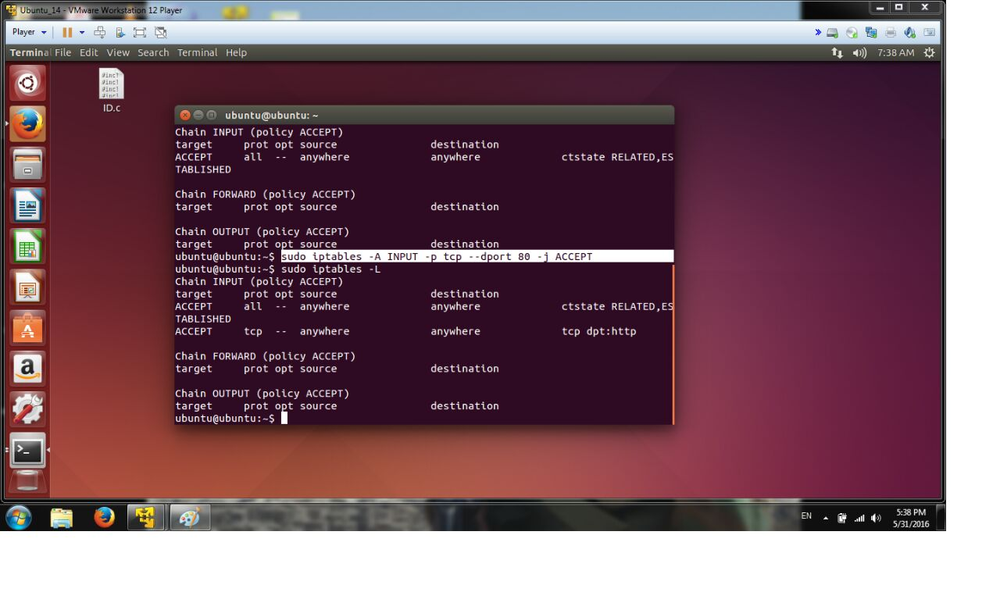 Ubuntu_14 - VMware Workstation 12 Player
Player
Terminal File Edit View Search Terminal Help
7:38 AM
#incl
#incl
#incl
#incl
ID.c
ubuntu@ubuntu: ~
Chain INPUT (policy ACCEPT)
target prot opt source destination
ACCEPT all -- anywhere anywhere ctstate RELATED,ES
TABLISHED
Chain FORWARD (policy ACCEPT)
target prot opt source destination
Chain OUTPUT (policy ACCEPT)
target prot opt source destination
ubuntu@ubuntu:~$ sudo iptables -A INPUT -p tcp --dport 80 -j ACCEPT
ubuntu@ubuntu:~$ sudo iptables -L
Chain INPUT (policy ACCEPT)
target prot opt source destination
ACCEPT all -- anywhere anywhere ctstate RELATED,ES
TABLISHED
ACCEPT tcp -- anywhere anywhere tcp dpt:http
Chain FORWARD (policy ACCEPT)
target prot opt source destination
Chain OUTPUT (policy ACCEPT)
target prot opt source destination
ubuntu@ubuntu:~$
EN
5:38 PM
5/31/2016